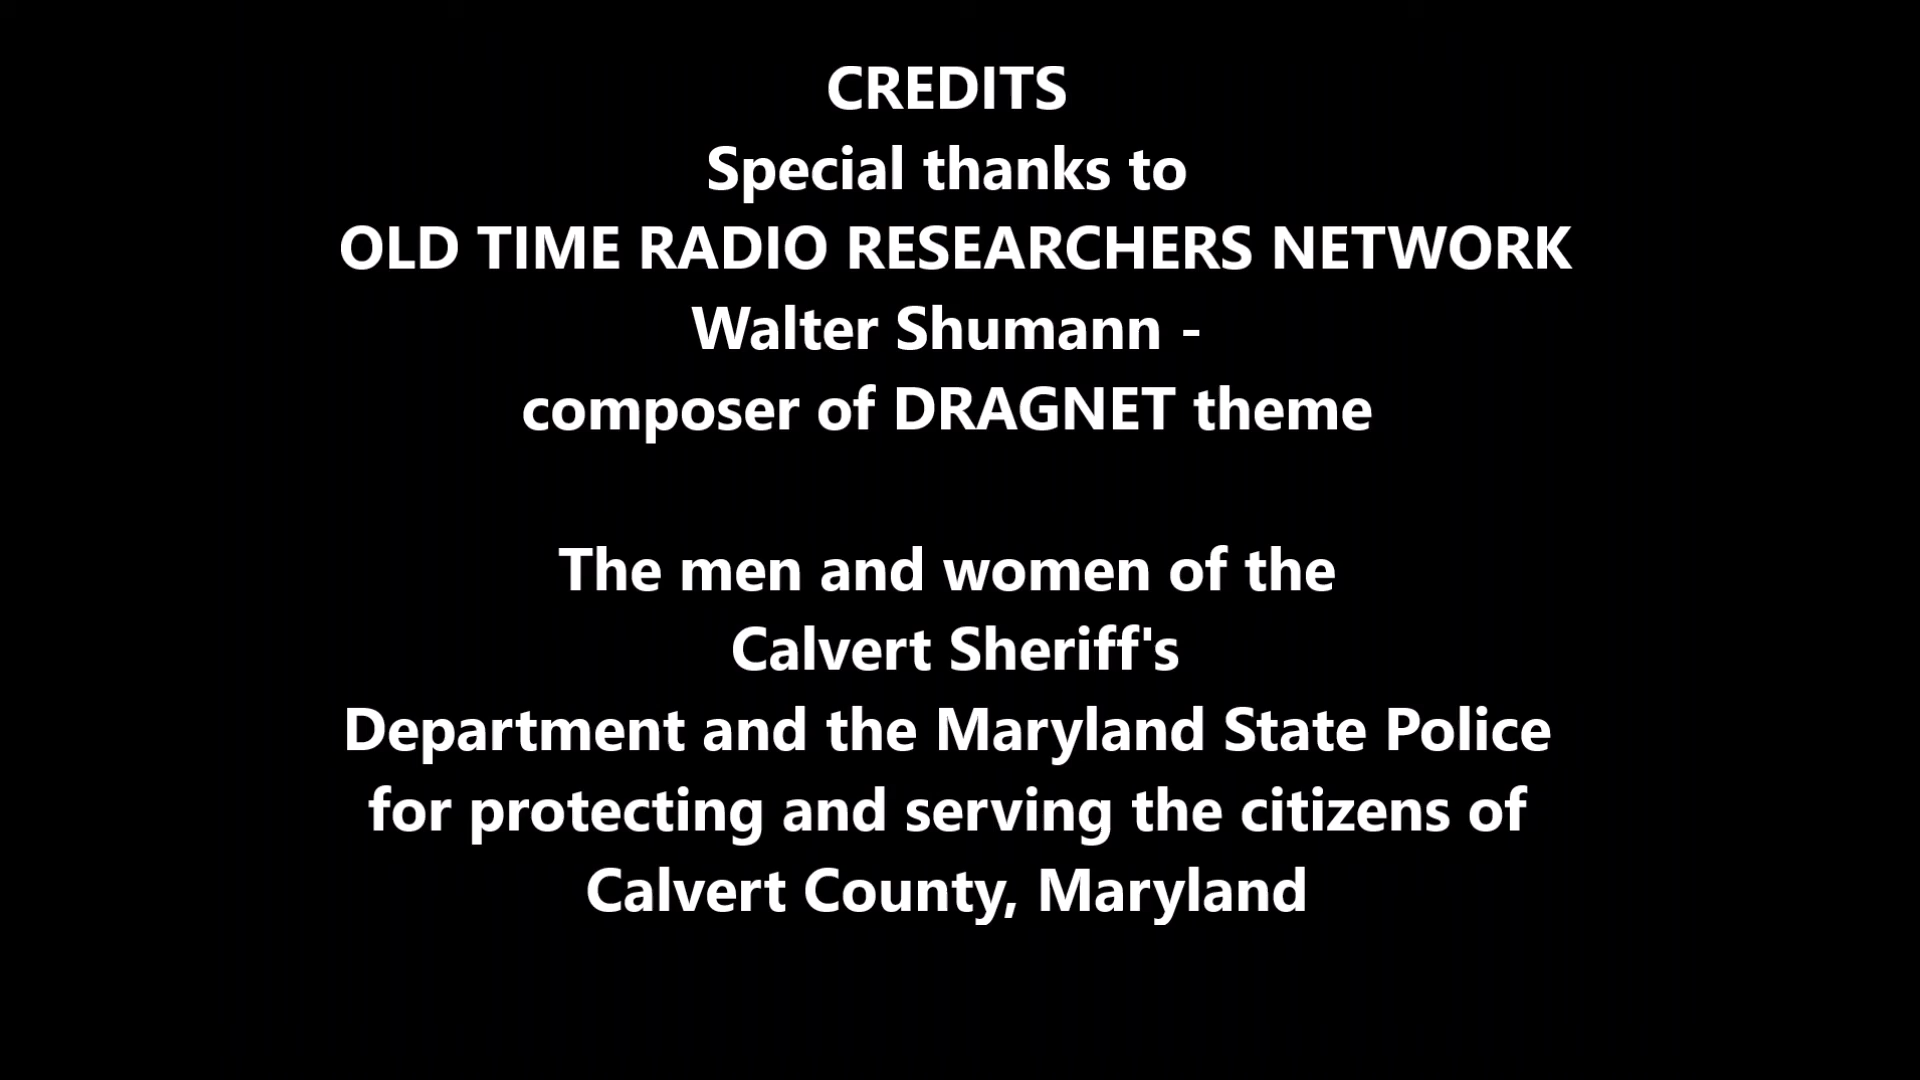 CREDITS
Special thanks to
OLD TIME RADIO RESEARCHERS NETWORK
Walter Shumann -
composer of DRAGNET theme
The men and women of the
Calvert Sheriff's
Department and the Maryland State Police
for protecting and serving the citizens of
Calvert County, Maryland